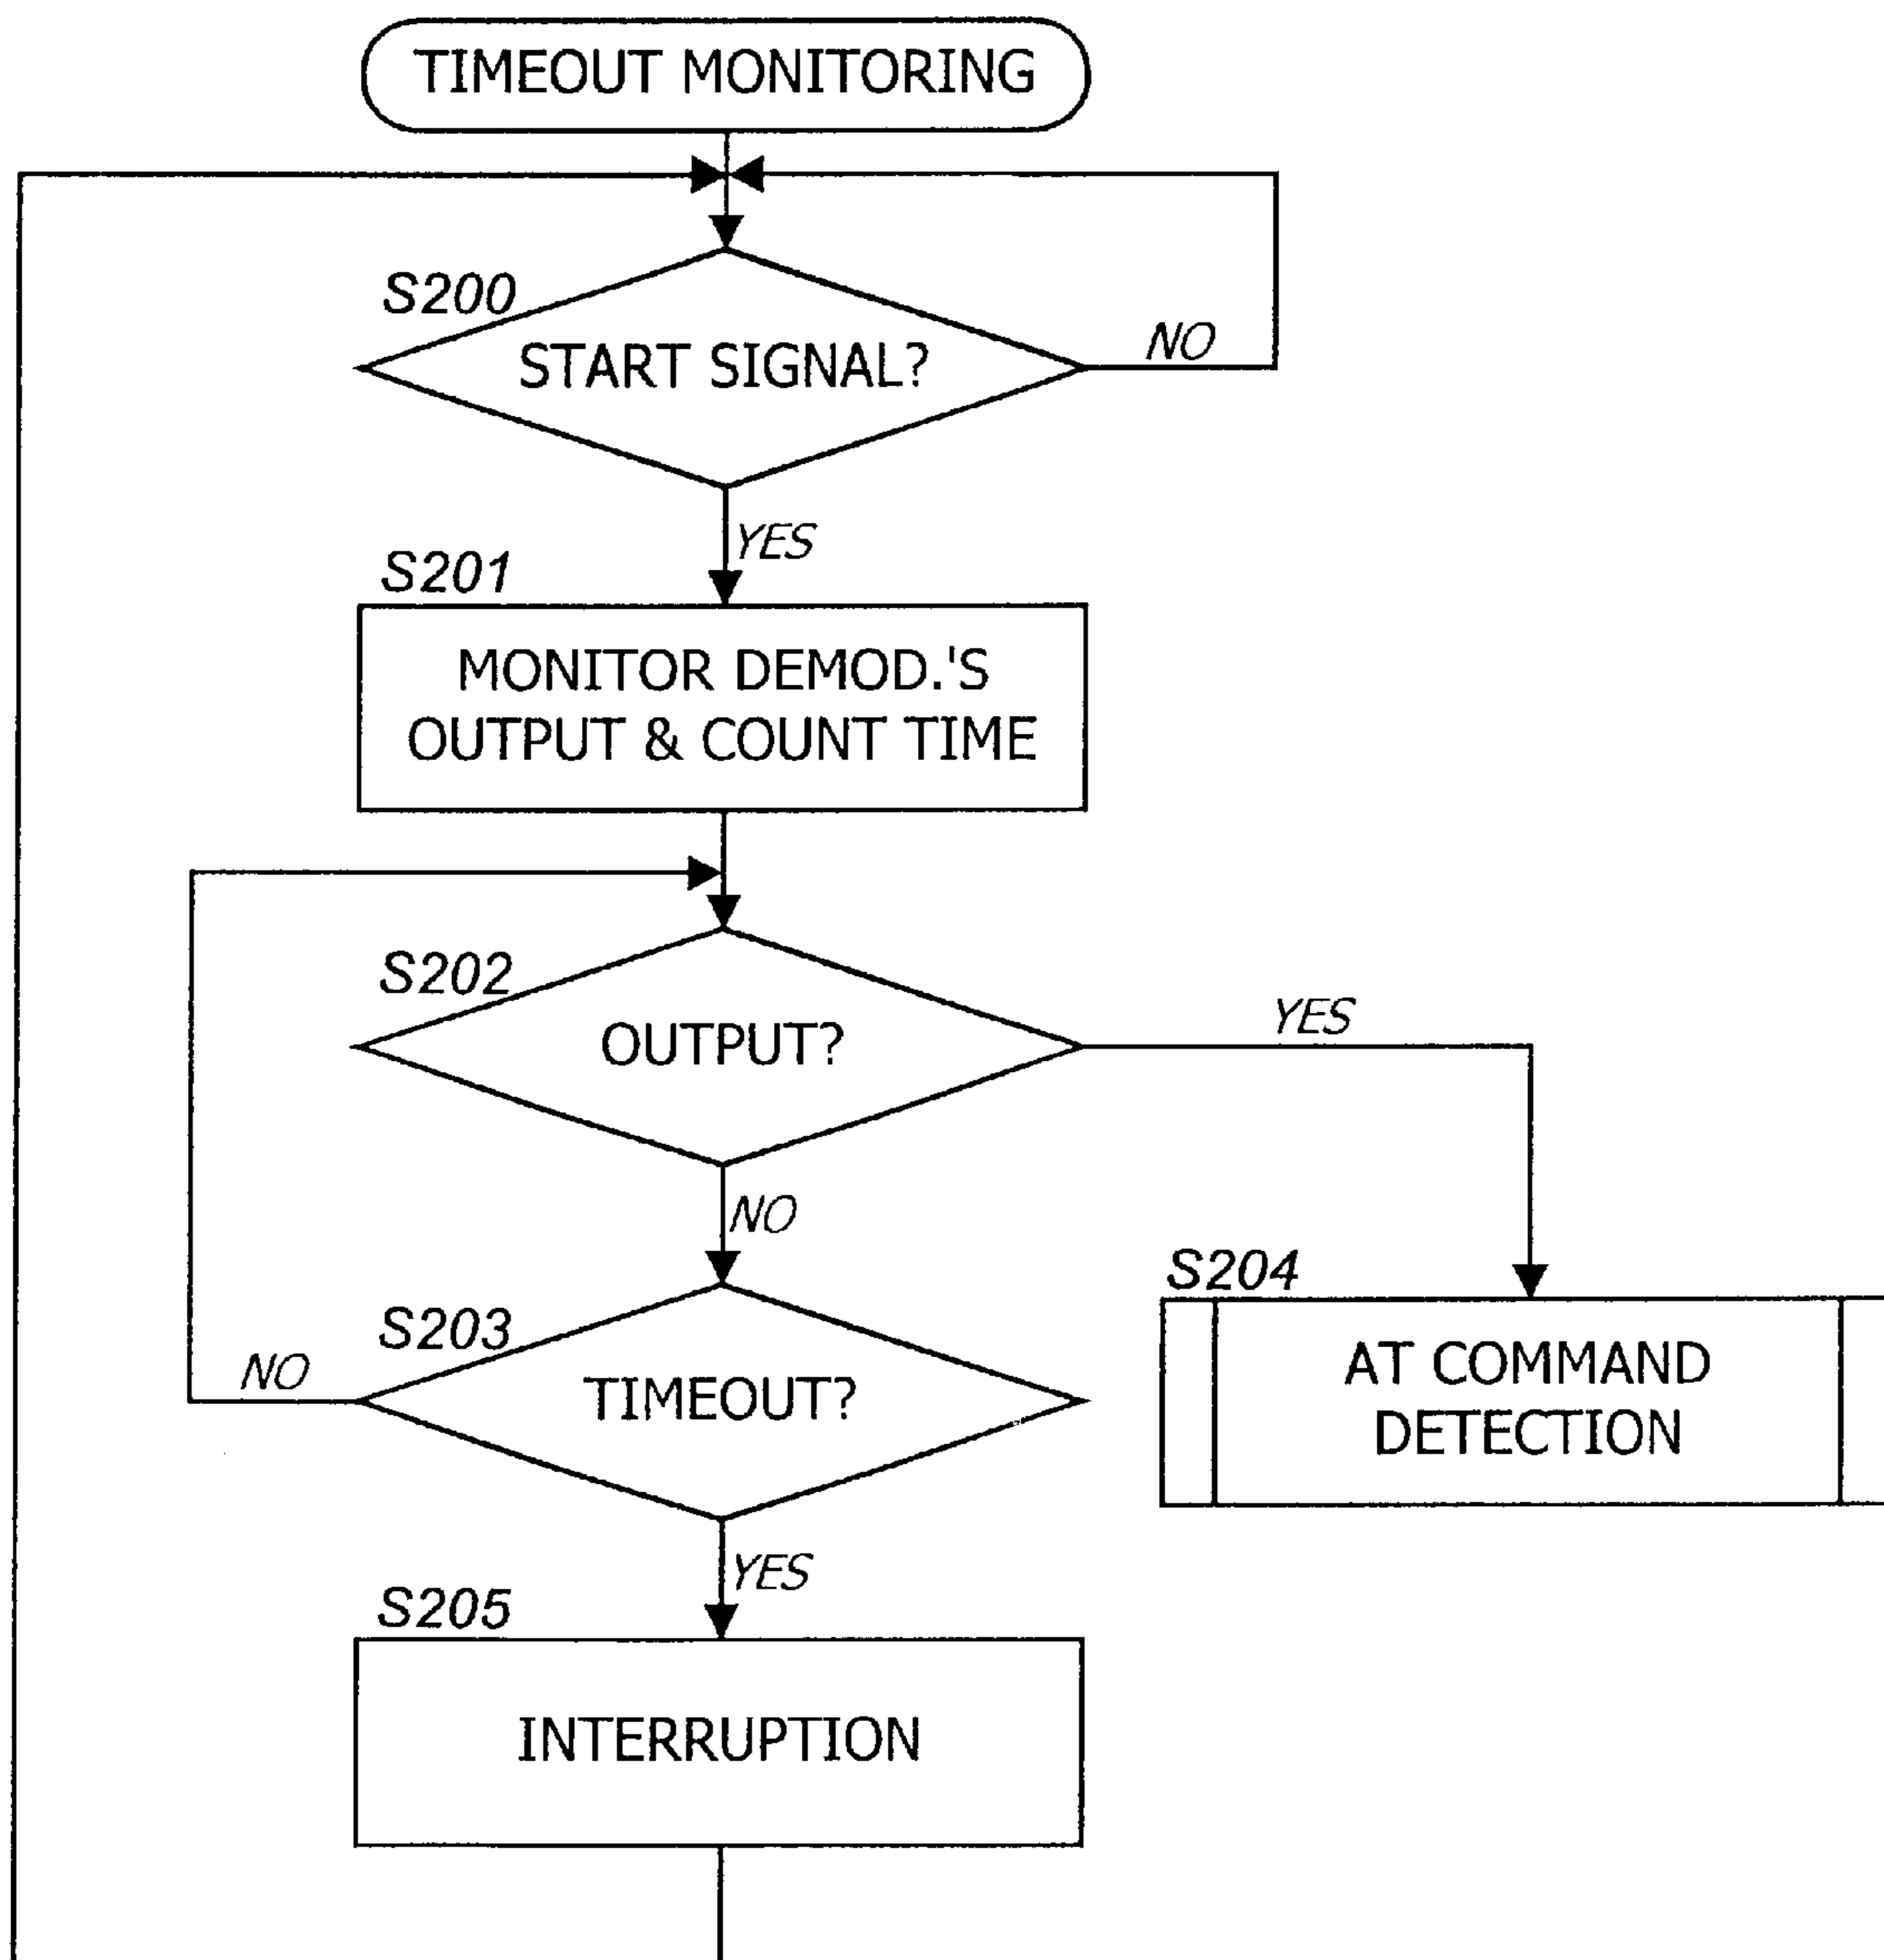 TIMEOUT MONITORING
S200
START SIGNAL?
NO
YES
S201
MONITOR DEMOD.'S
OUTPUT & COUNT TIME
S202
OUTPUT?
YES
NO
S203
TIMEOUT?
NO
S204
AT COMMAND
DETECTION
YES
S205
INTERRUPTION